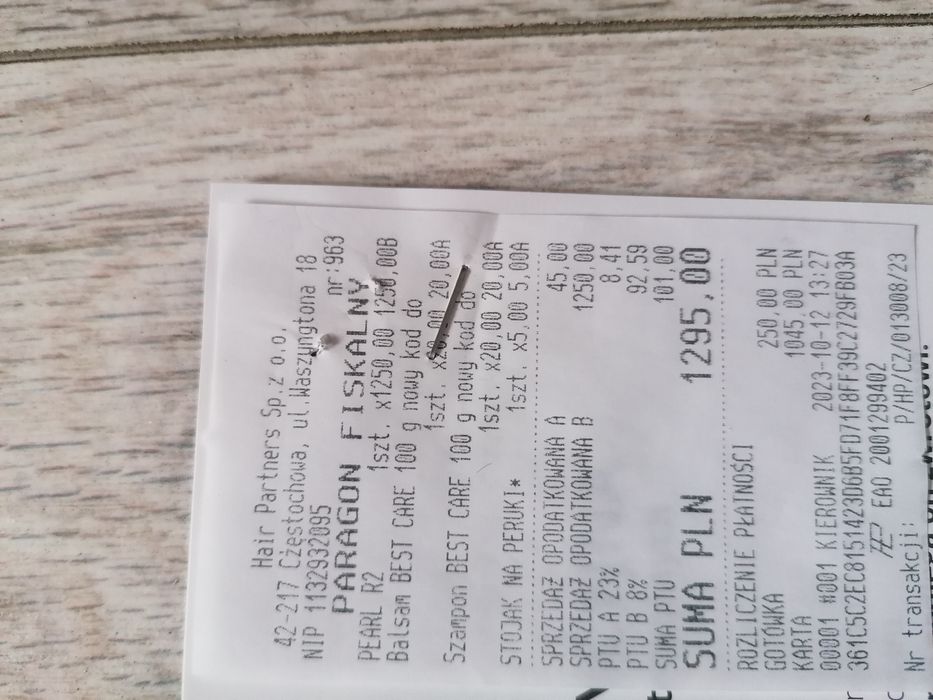 Hair Partners Sp.z o.o.
42-217 Częstochowa, ul.Waszyngtona 18
NIP 1132932095 nr:963
PARAGON FISKALNY
PEARL R2 1szt. x1250,00 1250,00B
Balsam BEST CARE 100 g nowy kod do
1szt. x20,00 20,00A
Szampon BEST CARE 100 g nowy kod do
1szt. x20,00 20,00A
STOJAK NA PERUKI* 1szt. x5,00 5,00A
SPRZEDAŻ OPODATKOWANA A 45,00
SPRZEDAŻ OPODATKOWANA B 1250,00
PTU A 23% 8,41
PTU B 8% 92,59
SUMA PTU 101,00
SUMA PLN 1295,00
ROZLICZENIE PŁATNOŚCI
GOTÓWKA 250,00 PLN
KARTA 1045,00 PLN
00001 #001 KIEROWNIK 2023-10-12 13:27
361C5C2EC8151423D6B5FD71F8FF39C2729FB03A
EAO 2001299402
Nr transakcji: P/HP/CZ/013008/23